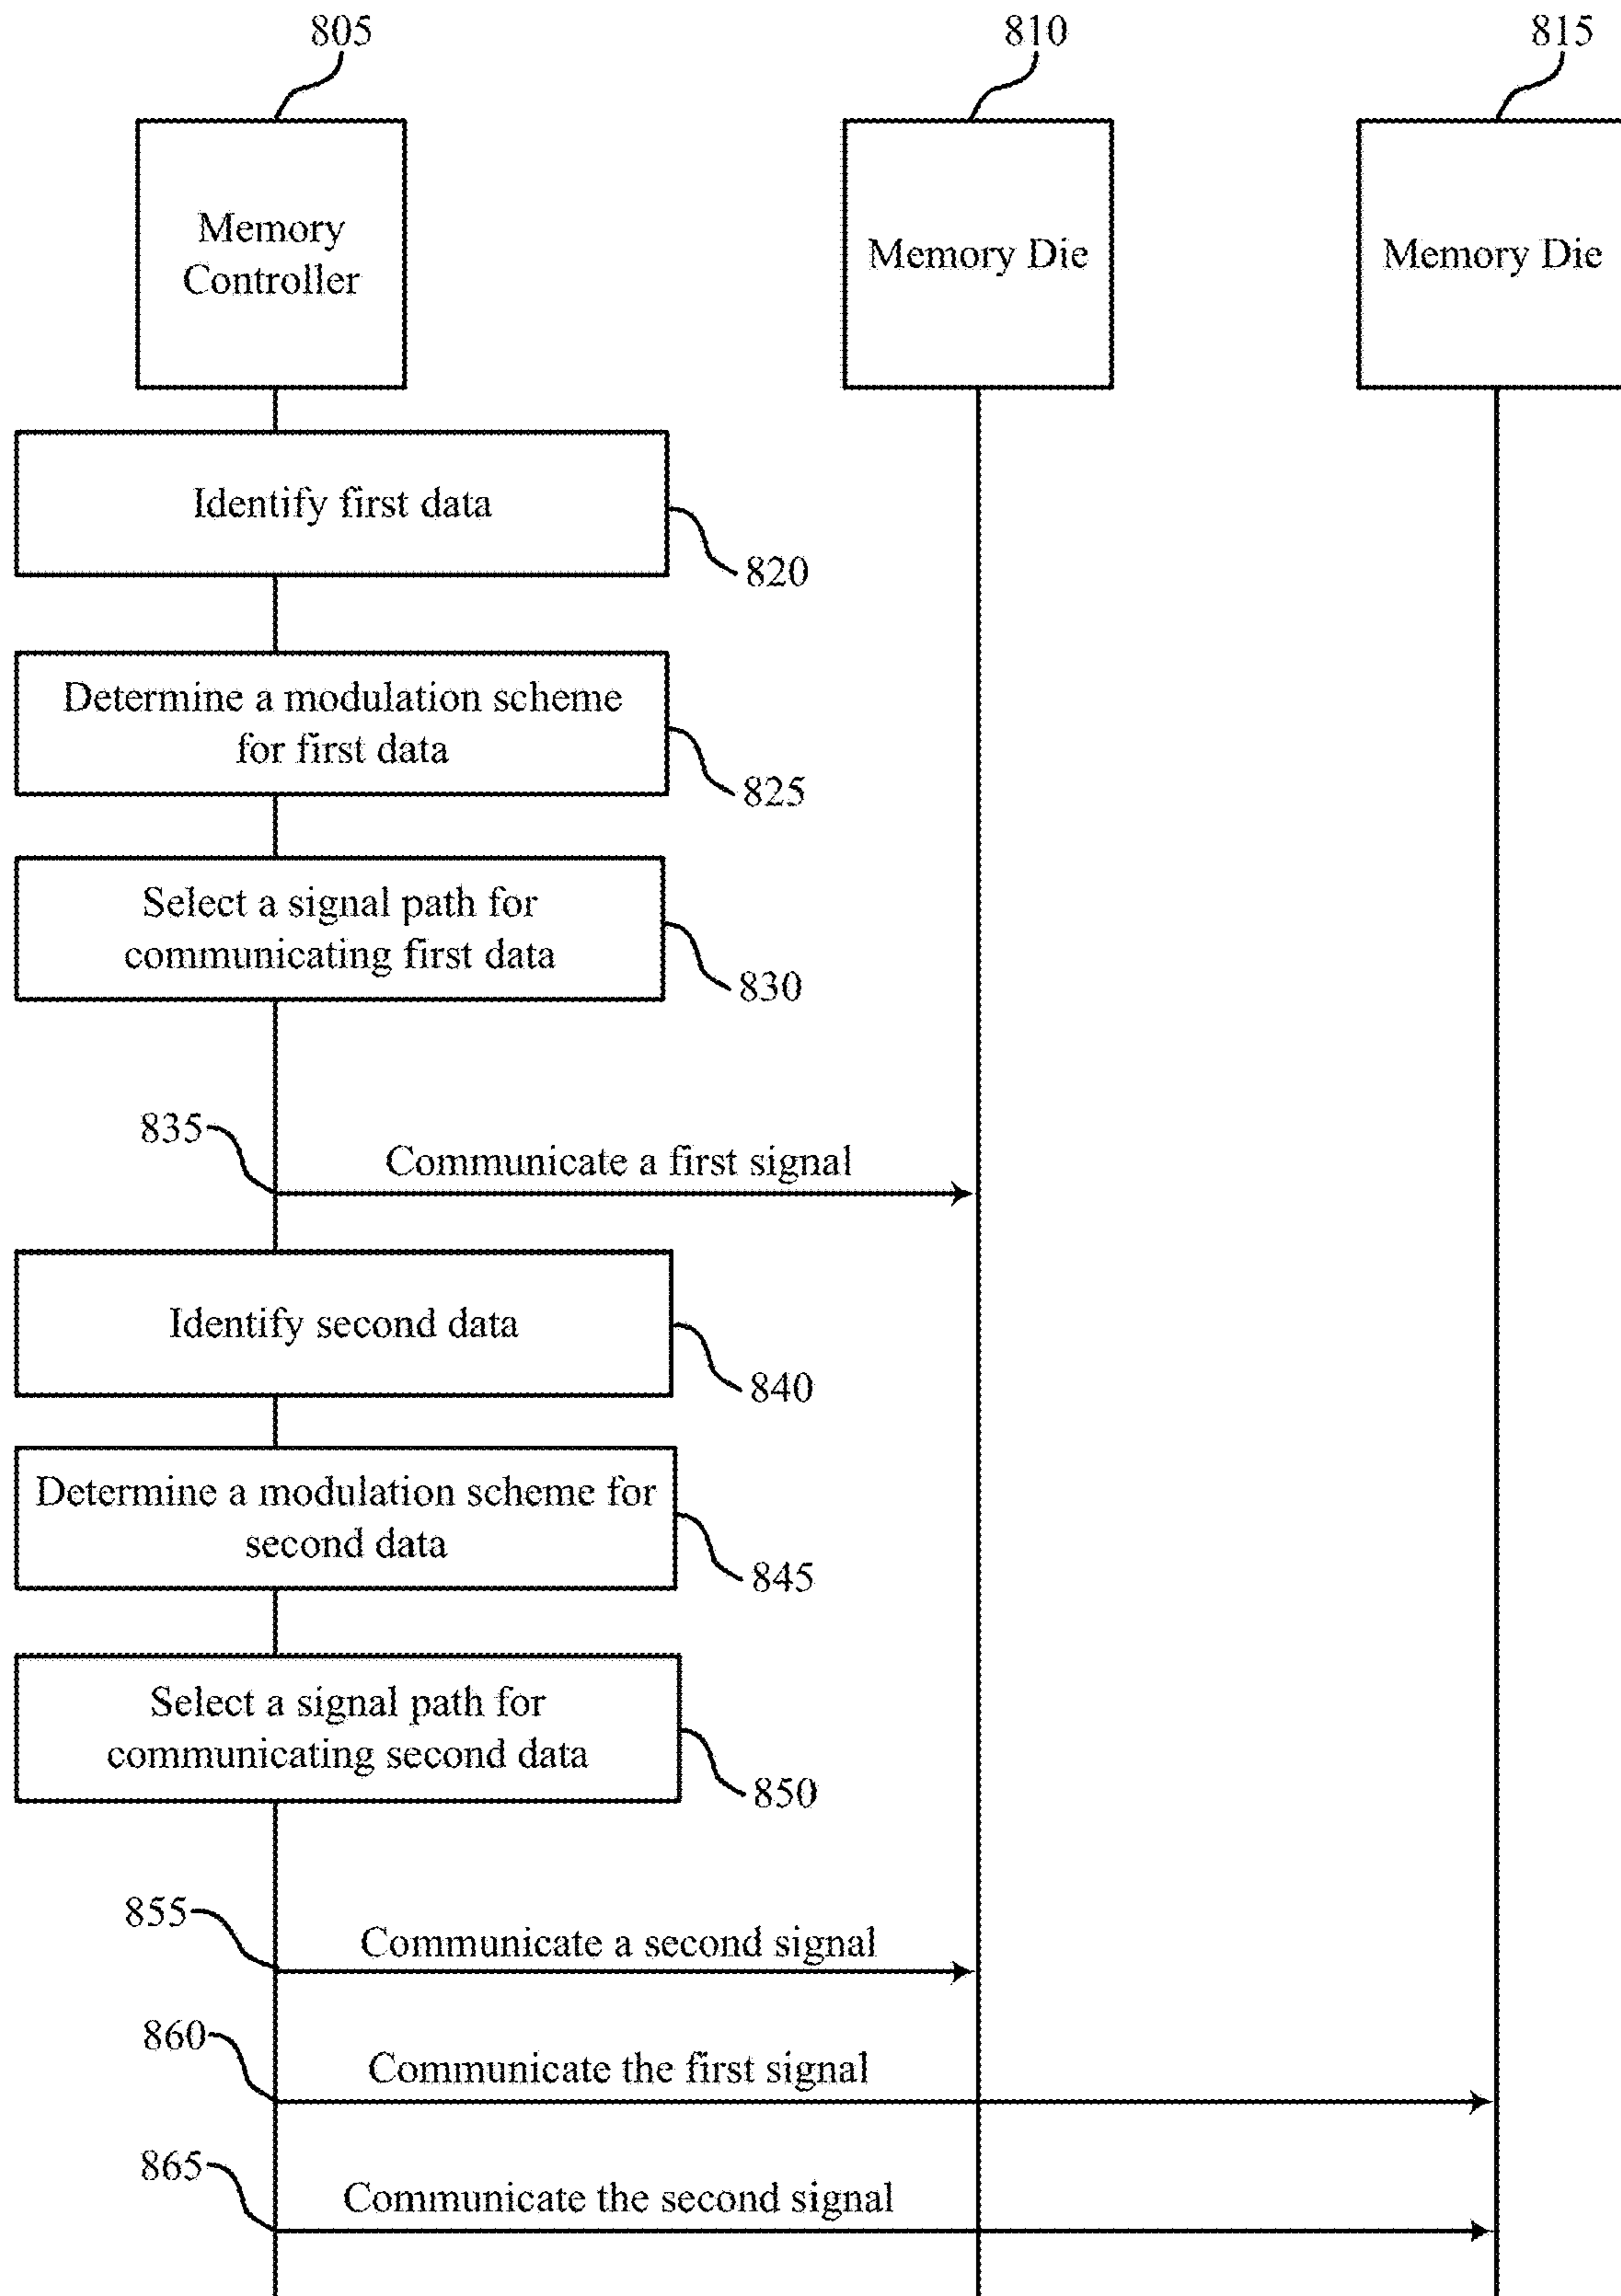 805
810
815
Memory
Controller
Memory Die
Memory Die
Identify first data
820
Determine a modulation scheme
for first data
825
Select a signal path for
communicating first data
830
835
Communicate a first signal
Identify second data
840
Determine a modulation scheme for
second data
845
Select a signal path for
communicating second data
850
855
Communicate a second signal
860
Communicate the first signal
865
Communicate the second signal